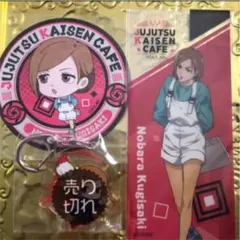 JUJUTSU KAISEN CAFE
JUJUTSU
KAISEN CAFE
Nobara Kugisaki
売り
切れ